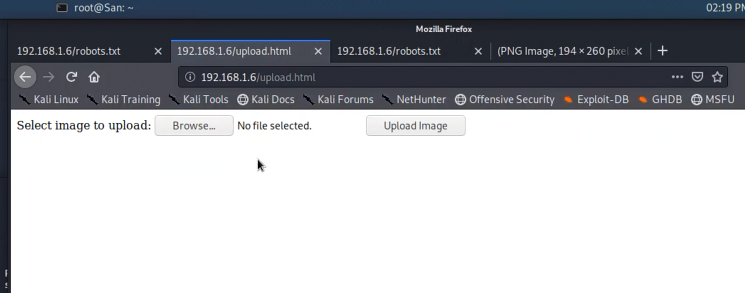 root@San: ~
02:19 PM
Mozilla Firefox
192.168.1.6/robots.txt
192.168.1.6/upload.html
192.168.1.6/robots.txt
(PNG Image, 194 × 260 pixel
192.168.1.6/upload.html
Kali Linux Kali Training Kali Tools Kali Docs Kali Forums NetHunter Offensive Security Exploit-DB GHDB MSFU
Select image to upload: Browse... No file selected. Upload Image